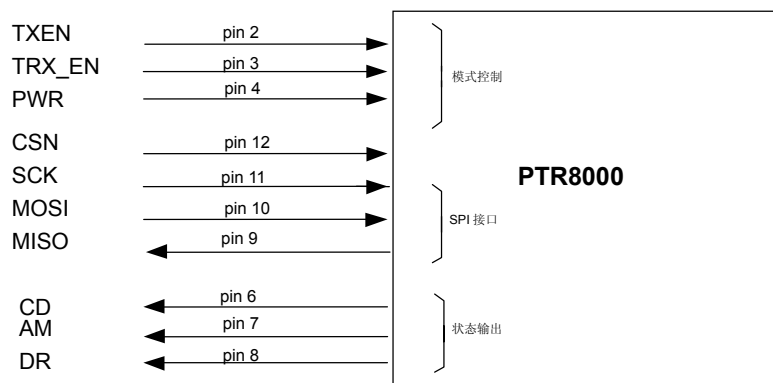 TXEN pin 2
TRX_EN pin 3
PWR pin 4
模式控制
CSN pin 12
SCK pin 11
PTR8000
MOSI pin 10
SPI 接口
MISO pin 9
CD pin 6
AM pin 7
状态输出
DR pin 8